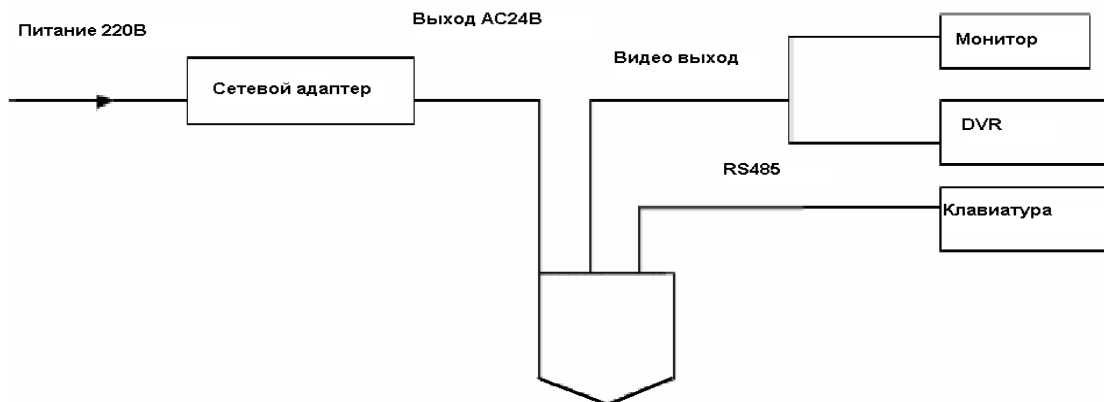 Питание 220В
Выход AC24В
Сетевой адаптер
Видео выход
Монитор
DVR
RS485
Клавиатура